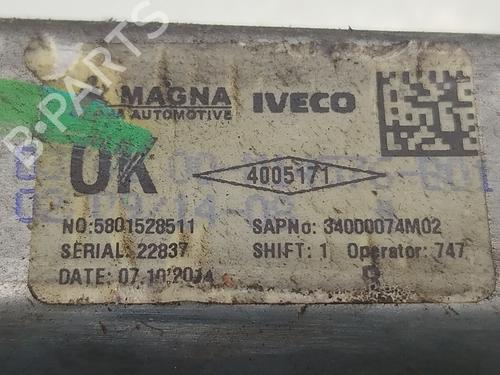 B-PARTS
MAGNA IVECO
AUTOMOTIVE
OK
4005171
NO:5801528511 SAPNo: 34000074M02
SERIAL: 22837 SHIFT: 1 Operator: 747
DATE: 07.10.2014